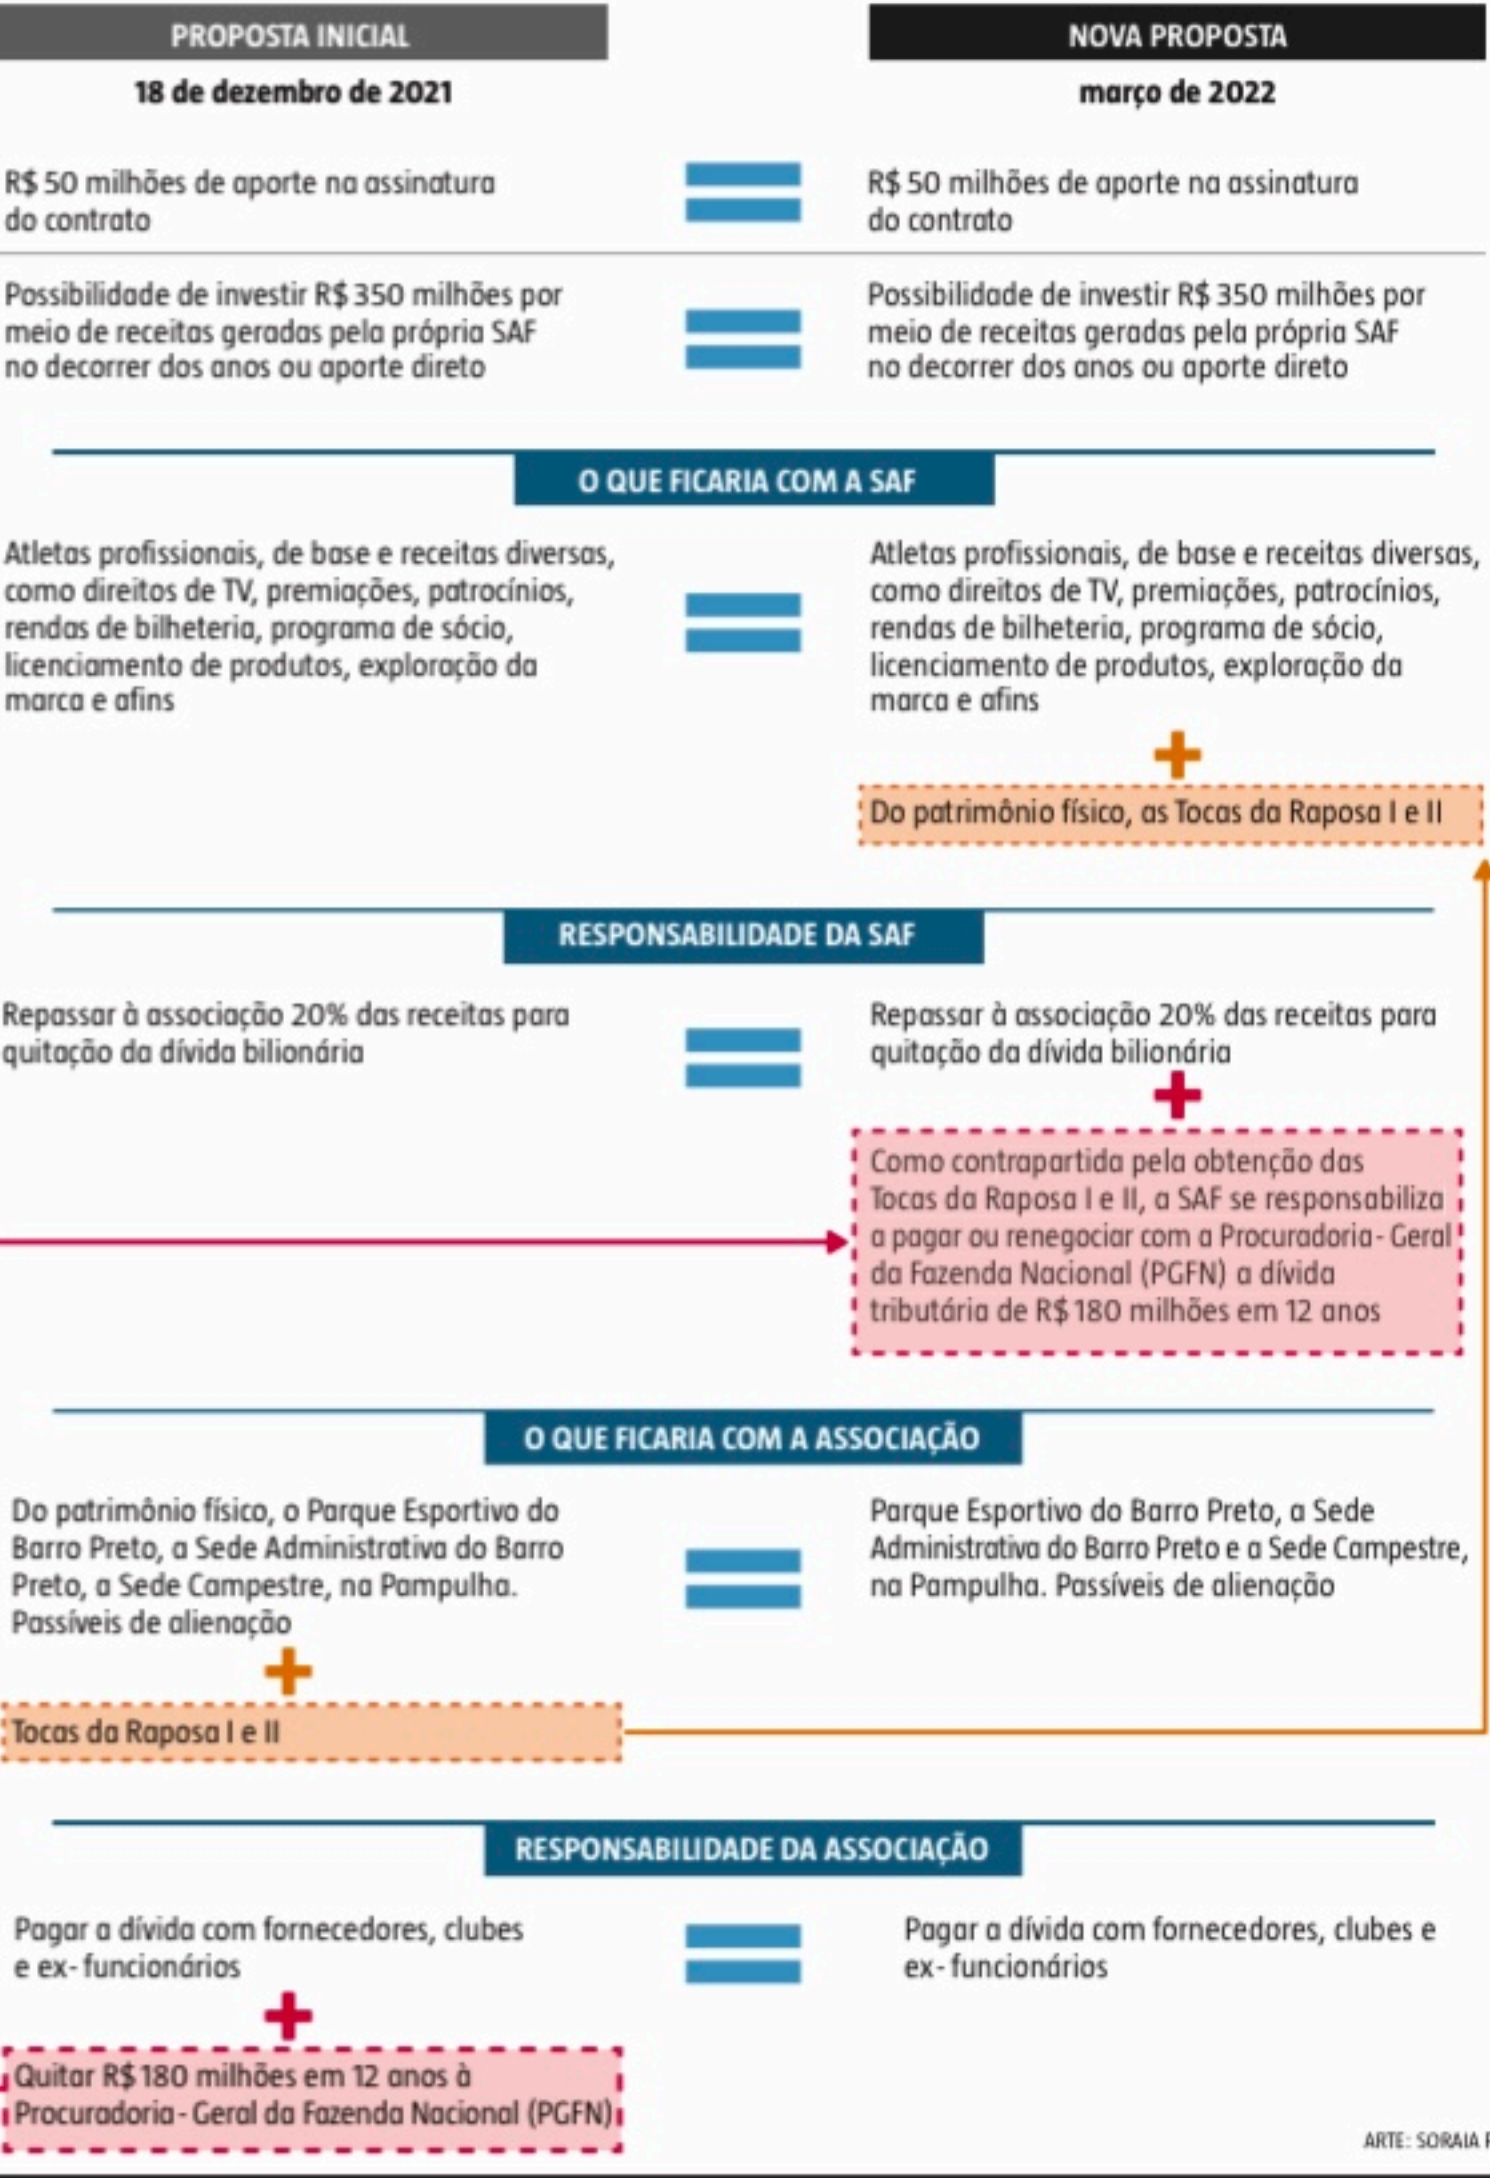 PROPOSTA INICIAL
18 de dezembro de 2021
NOVA PROPOSTA
março de 2022
R$ 50 milhões de aporte na assinatura
do contrato
R$ 50 milhões de aporte na assinatura
do contrato
Possibilidade de investir R$ 350 milhões por
meio de receitas geradas pela própria SAF
no decorrer dos anos ou aporte direto
Possibilidade de investir R$ 350 milhões por
meio de receitas geradas pela própria SAF
no decorrer dos anos ou aporte direto
O QUE FICARIA COM A SAF
Atletas profissionais, de base e receitas diversas,
como direitos de TV, premiações, patrocínios,
rendas de bilheteria, programa de sócio,
licenciamento de produtos, exploração da
marca e afins
Atletas profissionais, de base e receitas diversas,
como direitos de TV, premiações, patrocínios,
rendas de bilheteria, programa de sócio,
licenciamento de produtos, exploração da
marca e afins
Do patrimônio físico, as Tocas da Raposa I e II
RESPONSABILIDADE DA SAF
Repassar à associação 20% das receitas para
quitação da dívida bilionária
Repassar à associação 20% das receitas para
quitação da dívida bilionária
Como contrapartida pela obtenção das
Tocas da Raposa I e II, a SAF se responsabiliza
a pagar ou renegociar com a Procuradoria-Geral
da Fazenda Nacional (PGFN) a dívida
tributária de R$ 180 milhões em 12 anos
O QUE FICARIA COM A ASSOCIAÇÃO
Do patrimônio físico, o Parque Esportivo do
Barro Preto, a Sede Administrativa do Barro
Preto, a Sede Campestre, na Pampulha.
Passíveis de alienação
Tocas da Raposa I e II
Parque Esportivo do Barro Preto, a Sede
Administrativa do Barro Preto e a Sede Campestre,
na Pampulha. Passíveis de alienação
RESPONSABILIDADE DA ASSOCIAÇÃO
Pagar a dívida com fornecedores, clubes
e ex-funcionários
Quitar R$ 180 milhões em 12 anos à
Procuradoria-Geral da Fazenda Nacional (PGFN)
Pagar a dívida com fornecedores, clubes e
ex-funcionários
ARTE: SORAIA